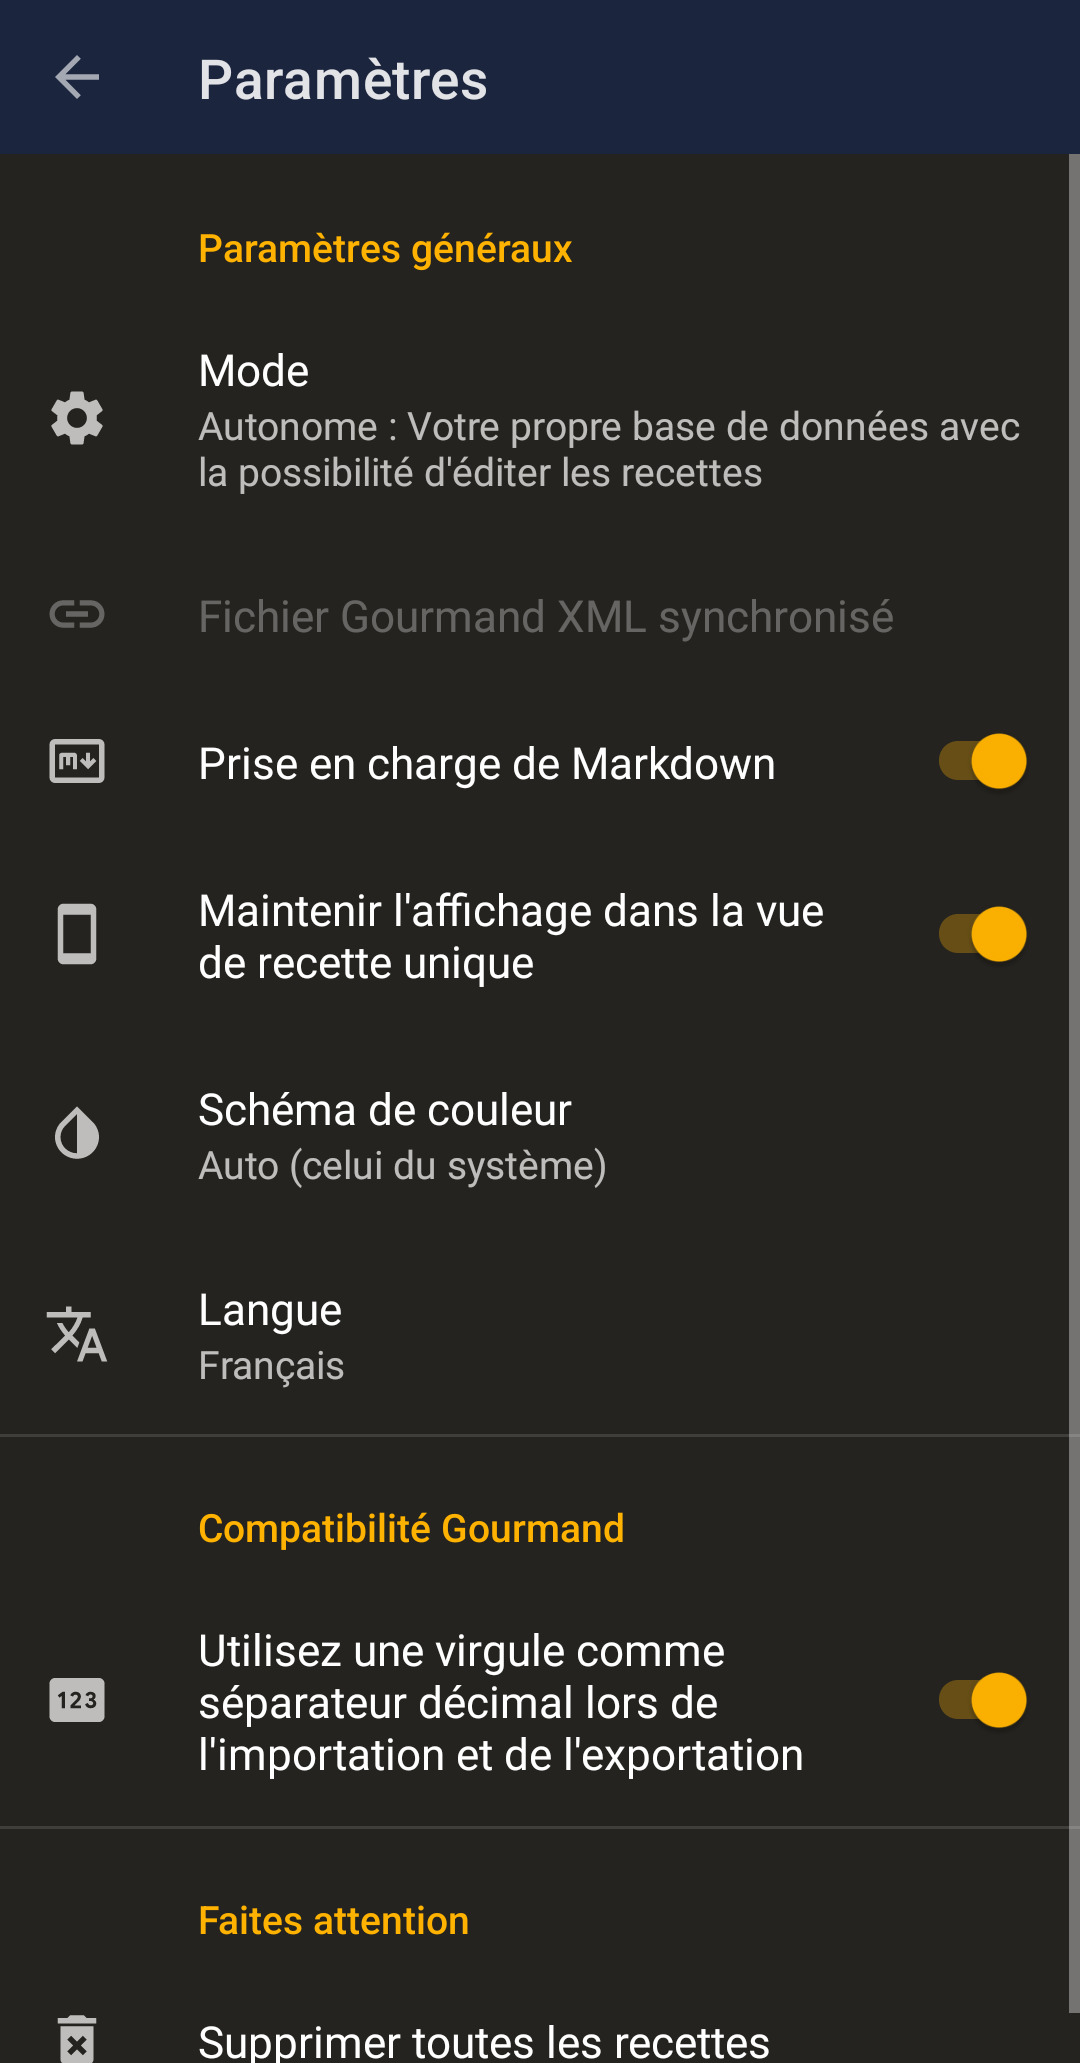 Paramètres
Paramètres généraux
Mode
Autonome : Votre propre base de données avec
la possibilité d'éditer les recettes
Fichier Gourmand XML synchronisé
Prise en charge de Markdown
Maintenir l'affichage dans la vue
de recette unique
Schéma de couleur
Auto (celui du système)
Langue
Français
Compatibilité Gourmand
123
Utilisez une virgule comme
séparateur décimal lors de
l'importation et de l'exportation
Faites attention
Supprimer toutes les recettes